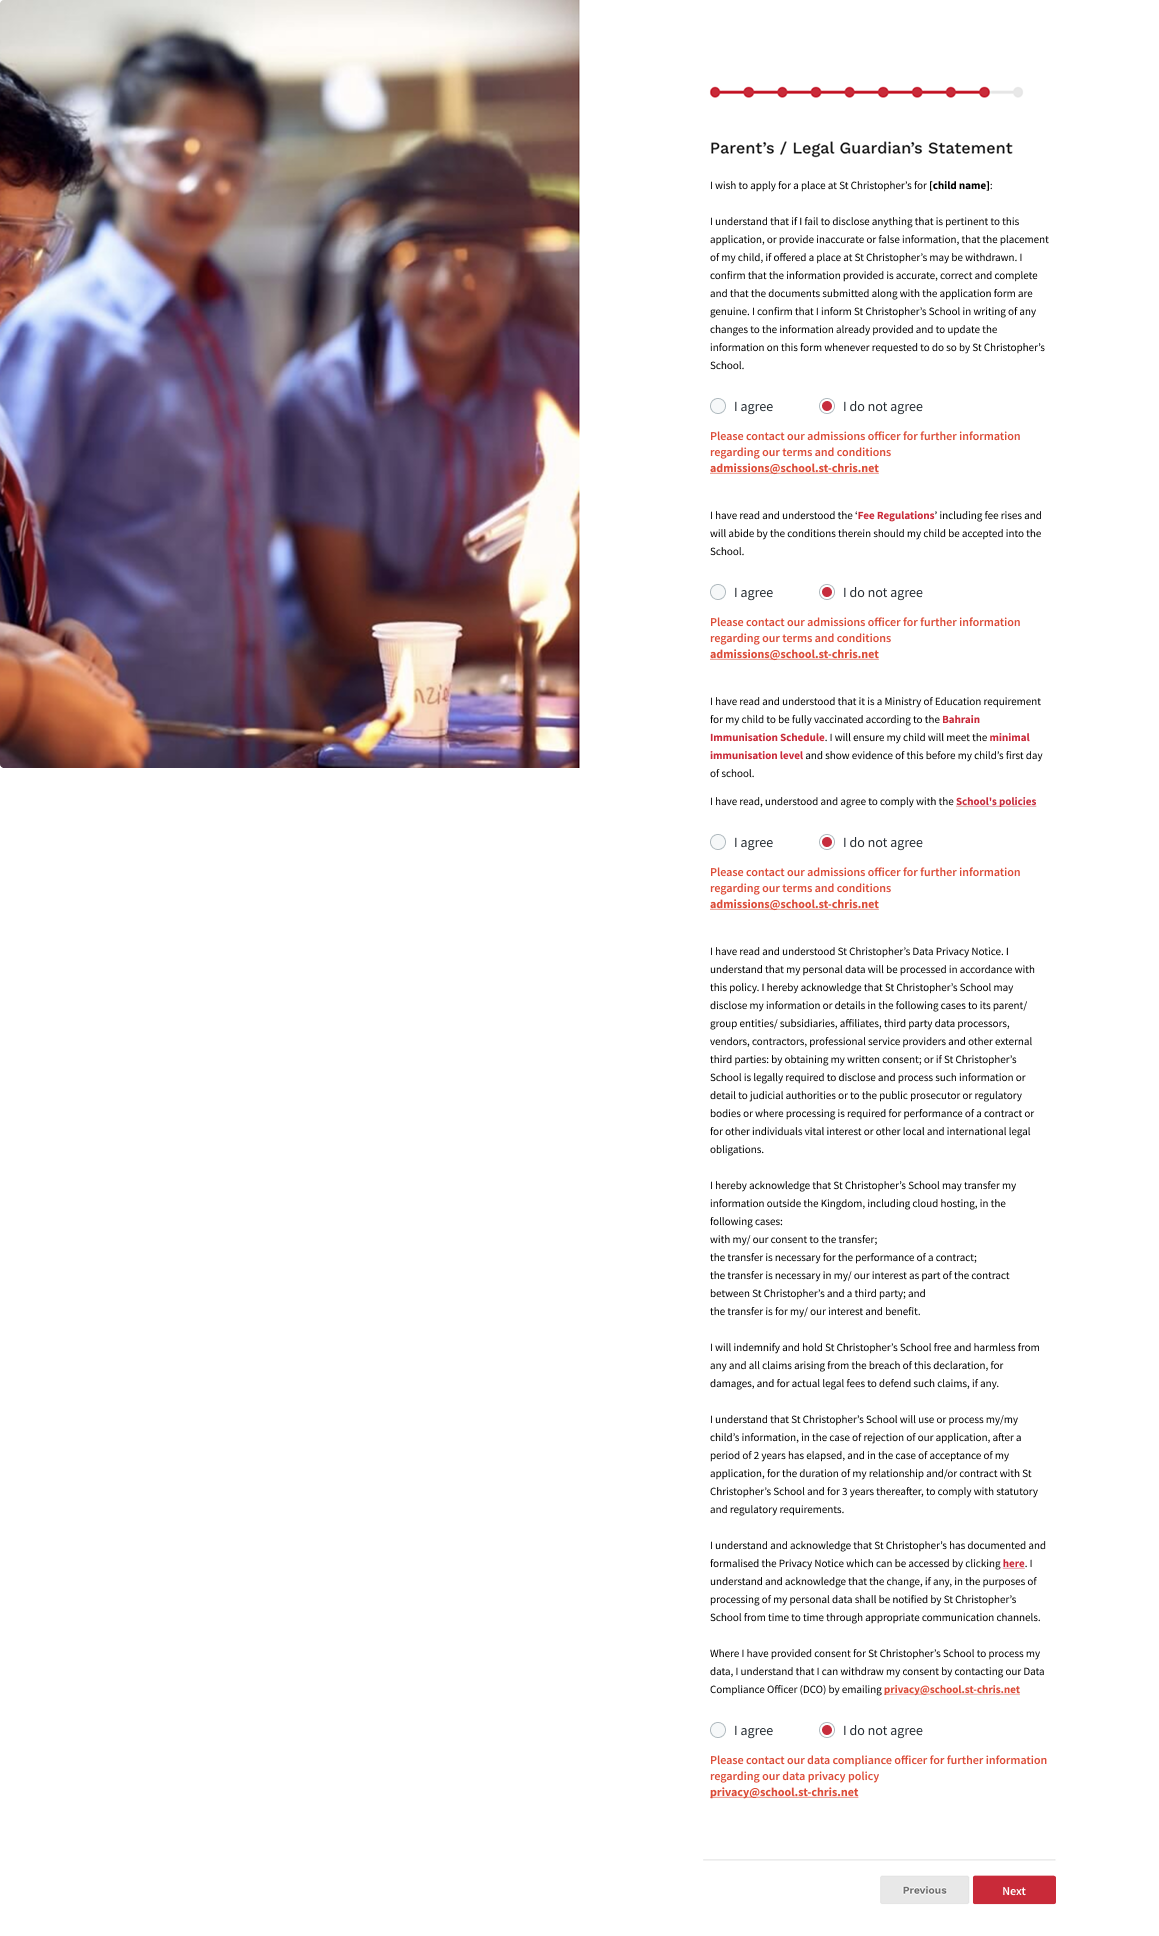 Parent’s / Legal Guardian’s Statement
I wish to apply for a place at St Christopher’s for [child name]:
I understand that if I fail to disclose anything that is pertinent to this
application, or provide inaccurate or false information, that the placement
of my child, if offered a place at St Christopher’s may be withdrawn. I
confirm that the information provided is accurate, correct and complete
and that the documents submitted along with the application form are
genuine. I confirm that I inform St Christopher’s School in writing of any
changes to the information already provided and to update the
information on this form whenever requested to do so by St Christopher’s
School.
I agree I do not agree
Please contact our admissions officer for further information
regarding our terms and conditions
admissions@school.st-chris.net
I have read and understood the ‘Fee Regulations’ including fee rises and
will abide by the conditions therein should my child be accepted into the
School.
I agree I do not agree
Please contact our admissions officer for further information
regarding our terms and conditions
admissions@school.st-chris.net
I have read and understood that it is a Ministry of Education requirement
for my child to be fully vaccinated according to the Bahrain
Immunisation Schedule. I will ensure my child will meet the minimal
immunisation level and show evidence of this before my child’s first day
of school.
I have read, understood and agree to comply with the School's policies
I agree I do not agree
Please contact our admissions officer for further information
regarding our terms and conditions
admissions@school.st-chris.net
I have read and understood St Christopher’s Data Privacy Notice. I
understand that my personal data will be processed in accordance with
this policy. I hereby acknowledge that St Christopher’s School may
disclose my information or details in the following cases to its parent/
group entities/ subsidiaries, affiliates, third party data processors,
vendors, contractors, professional service providers and other external
third parties: by obtaining my written consent; or if St Christopher’s
School is legally required to disclose and process such information or
detail to judicial authorities or to the public prosecutor or regulatory
bodies or where processing is required for performance of a contract or
for other individuals vital interest or other local and international legal
obligations.
I hereby acknowledge that St Christopher’s School may transfer my
information outside the Kingdom, including cloud hosting, in the
following cases:
with my/ our consent to the transfer;
the transfer is necessary for the performance of a contract;
the transfer is necessary in my/ our interest as part of the contract
between St Christopher’s and a third party; and
the transfer is for my/ our interest and benefit.
I will indemnify and hold St Christopher’s School free and harmless from
any and all claims arising from the breach of this declaration, for
damages, and for actual legal fees to defend such claims, if any.
I understand that St Christopher’s School will use or process my/my
child’s information, in the case of rejection of our application, after a
period of 2 years has elapsed, and in the case of acceptance of my
application, for the duration of my relationship and/or contract with St
Christopher’s School and for 3 years thereafter, to comply with statutory
and regulatory requirements.
I understand and acknowledge that St Christopher’s has documented and
formalised the Privacy Notice which can be accessed by clicking here. I
understand and acknowledge that the change, if any, in the purposes of
processing of my personal data shall be notified by St Christopher’s
School from time to time through appropriate communication channels.
Where I have provided consent for St Christopher’s School to process my
data, I understand that I can withdraw my consent by contacting our Data
Compliance Officer (DCO) by emailing privacy@school.st-chris.net
I agree I do not agree
Please contact our data compliance officer for further information
regarding our data privacy policy
privacy@school.st-chris.net
Previous Next